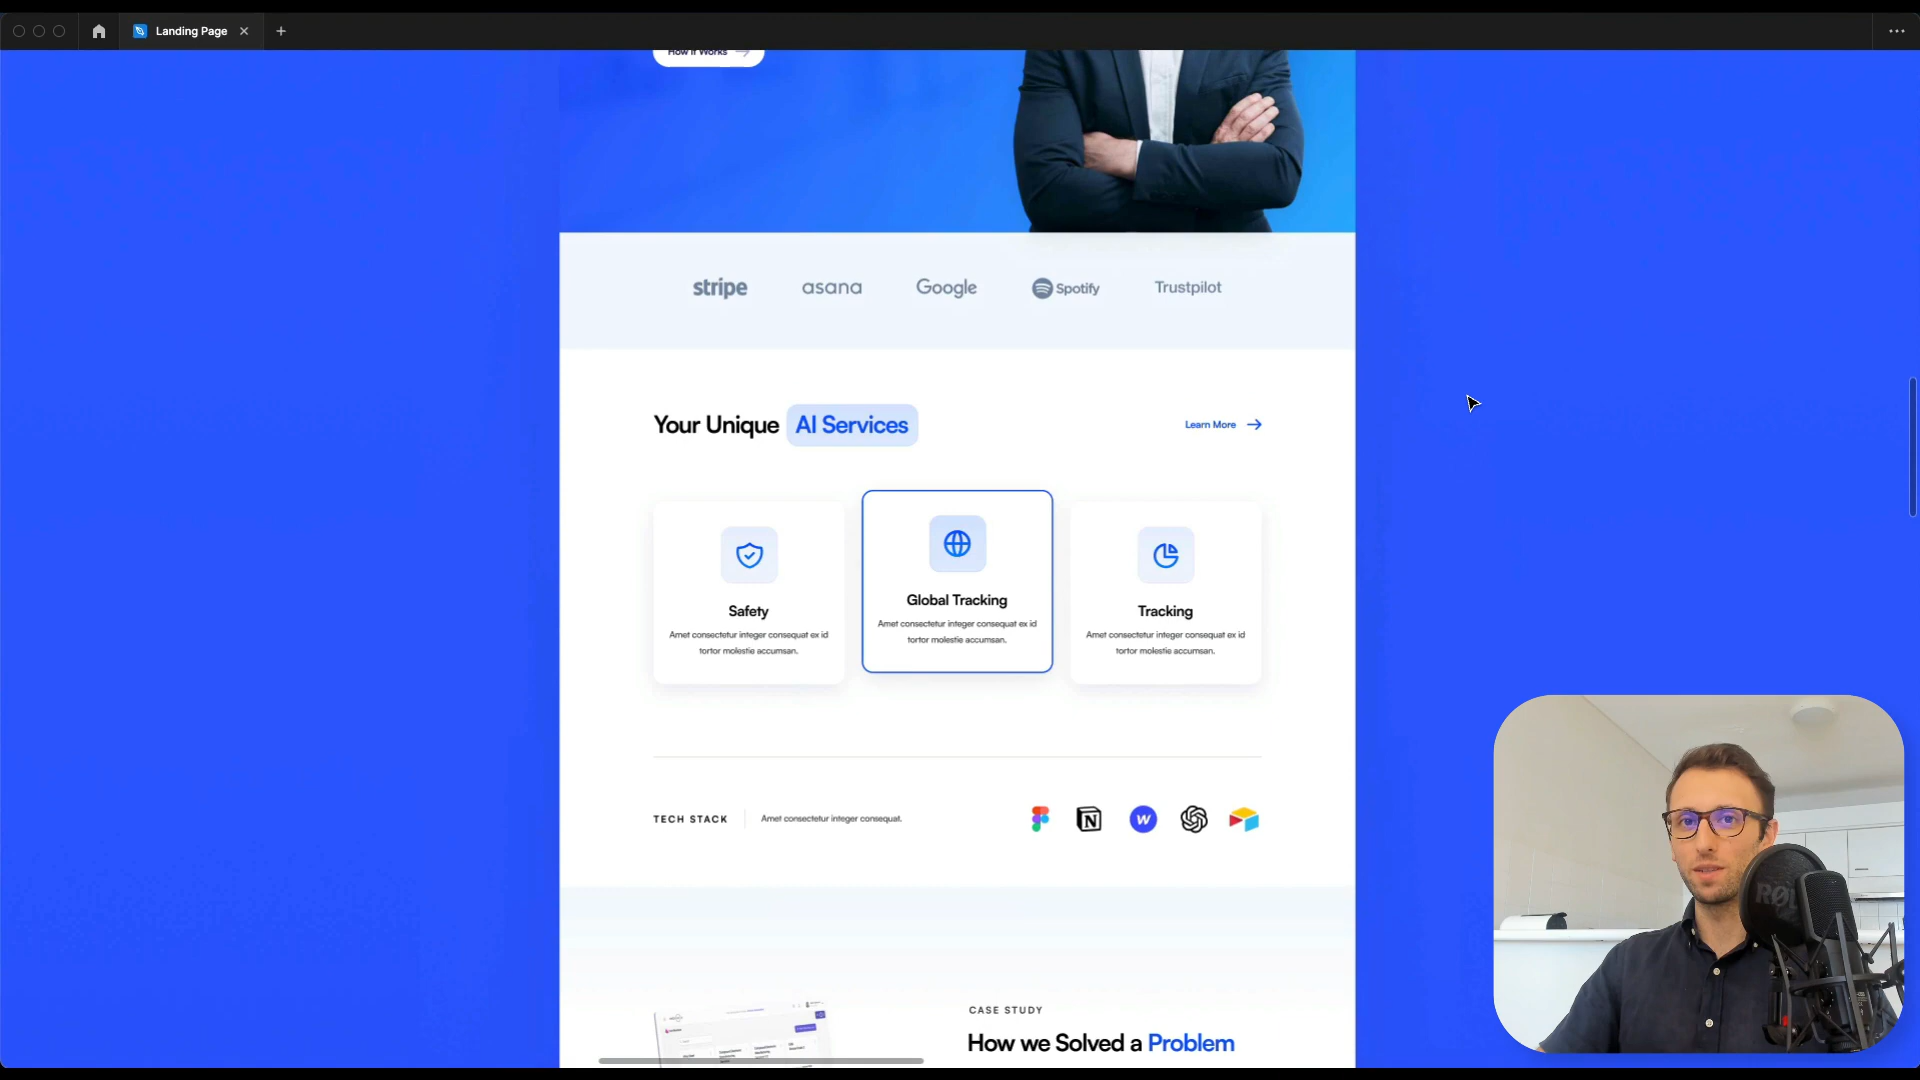 Landing Page
How it Works
stripe
asana
Google
Spotify
Trustpilot
Your Unique AI Services
Learn More
Safety
Amet consectetur integer consequat ex id
tortor molestie accumsan.
Global Tracking
Amet consectetur integer consequat ex id
tortor molestie accumsan.
Tracking
Amet consectetur integer consequat ex id
tortor molestie accumsan.
TECH STACK
Amet consectetur integer consequat.
CASE STUDY
How we Solved a Problem